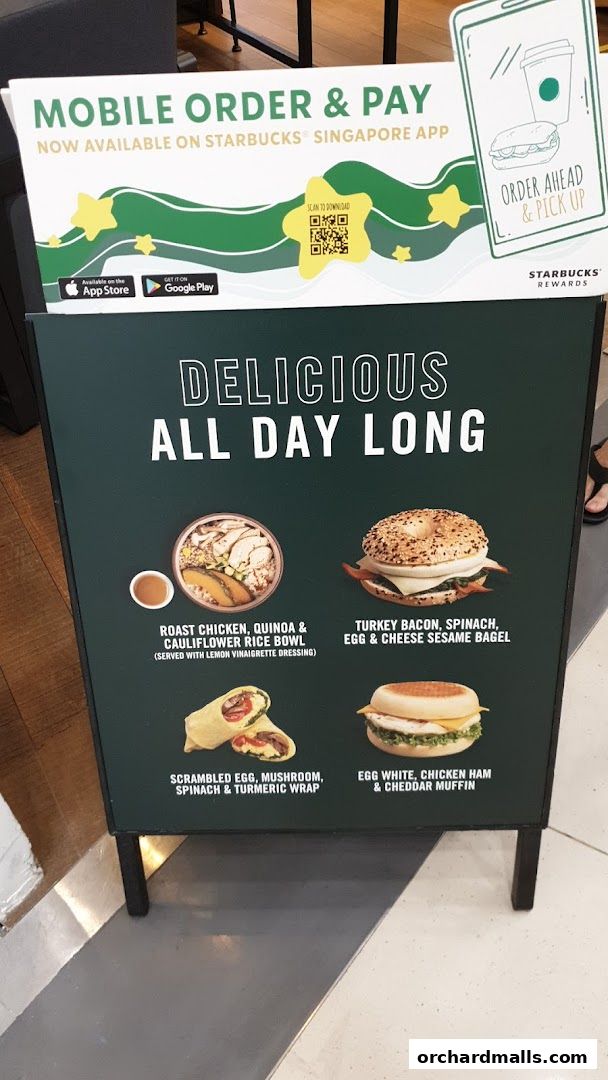 MOBILE ORDER & PAY
NOW AVAILABLE ON STARBUCKS® SINGAPORE APP
SCAN TO DOWNLOAD
ORDER AHEAD
& PICK UP
Available on the
App Store
GET IT ON
Google Play
STARBUCKS®
REWARDS
DELICIOUS
ALL DAY LONG
ROAST CHICKEN, QUINOA &
CAULIFLOWER RICE BOWL
(SERVED WITH LEMON VINAIGRETTE DRESSING)
TURKEY BACON, SPINACH,
EGG & CHEESE SESAME BAGEL
SCRAMBLED EGG, MUSHROOM,
SPINACH & TURMERIC WRAP
EGG WHITE, CHICKEN HAM
& CHEDDAR MUFFIN
orchardmalls.com